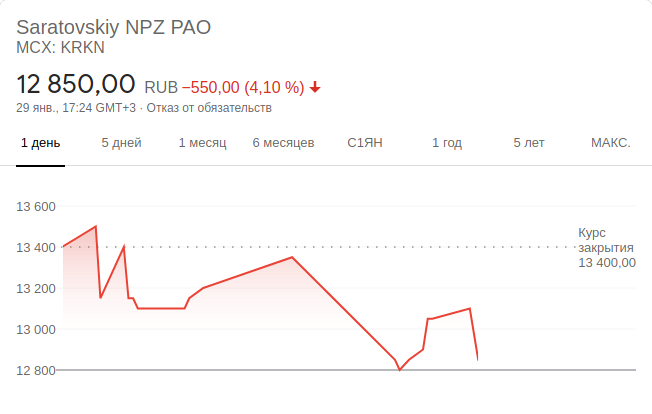 Saratovskiy NPZ PAO
MCX: KRKN
12 850,00 RUB −550,00 (4,10 %)
29 янв., 17:24 GMT+3 · Отказ от обязательств
1 день 5 дней 1 месяц 6 месяцев С1ЯН 1 год 5 лет МАКС.
13 600
13 400
13 200
13 000
12 800
Курс
закрытия
13 400,00